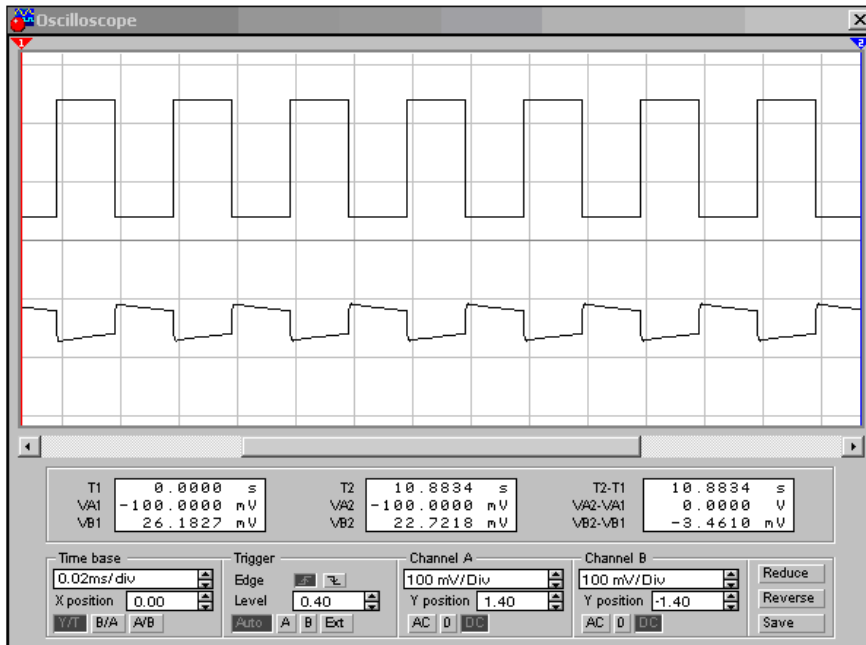 Oscilloscope
1 2
T1 0.0000 s T2 10.8834 s T2-T1 10.8834 s
VA1 -100.0000 mV VA2 -100.0000 mV VA2-VA1 0.0000 V
VB1 26.1827 mV VB2 22.7218 mV VB2-VB1 -3.4610 mV
Time base Trigger Channel A Channel B
0.02ms/div Edge 100 mV/Div 100 mV/Div Reduce
X position 0.00 Level 0.40 Y position 1.40 Y position -1.40 Reverse
Y/T B/A A/B Auto A B Ext AC 0 DC AC 0 DC Save